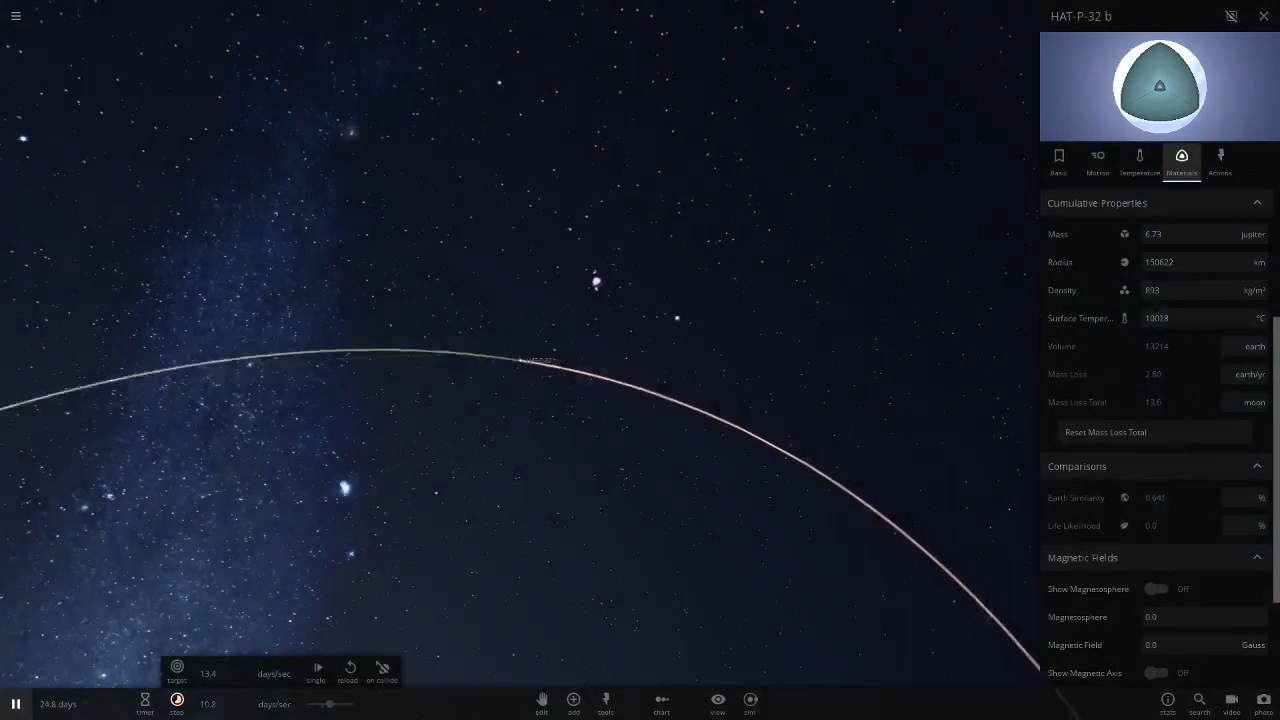 HAT-P-32 b
Basic Motion Temperature Materials Actions
Cumulative Properties
Mass 6.73 jupiter
Radius 150622 km
Density 893 kg/m³
Surface Temper... 10023 °C
Volume 13214 earth
Mass Loss 2.60 earth/yr
Mass Loss Total 13.6 moon
Reset Mass Loss Total
Comparisons
Earth Similarity 0.641 %
Life Likelihood 0.0 %
Magnetic Fields
Show Magnetosphere Off
Magnetosphere 0.0
Magnetic Field 0.0 Gauss
Show Magnetic Axis Off
target 13.4 days/sec single reload on collide
24.8 days timer step 10.3 days/sec edit add tools chart view sim stats search video photo